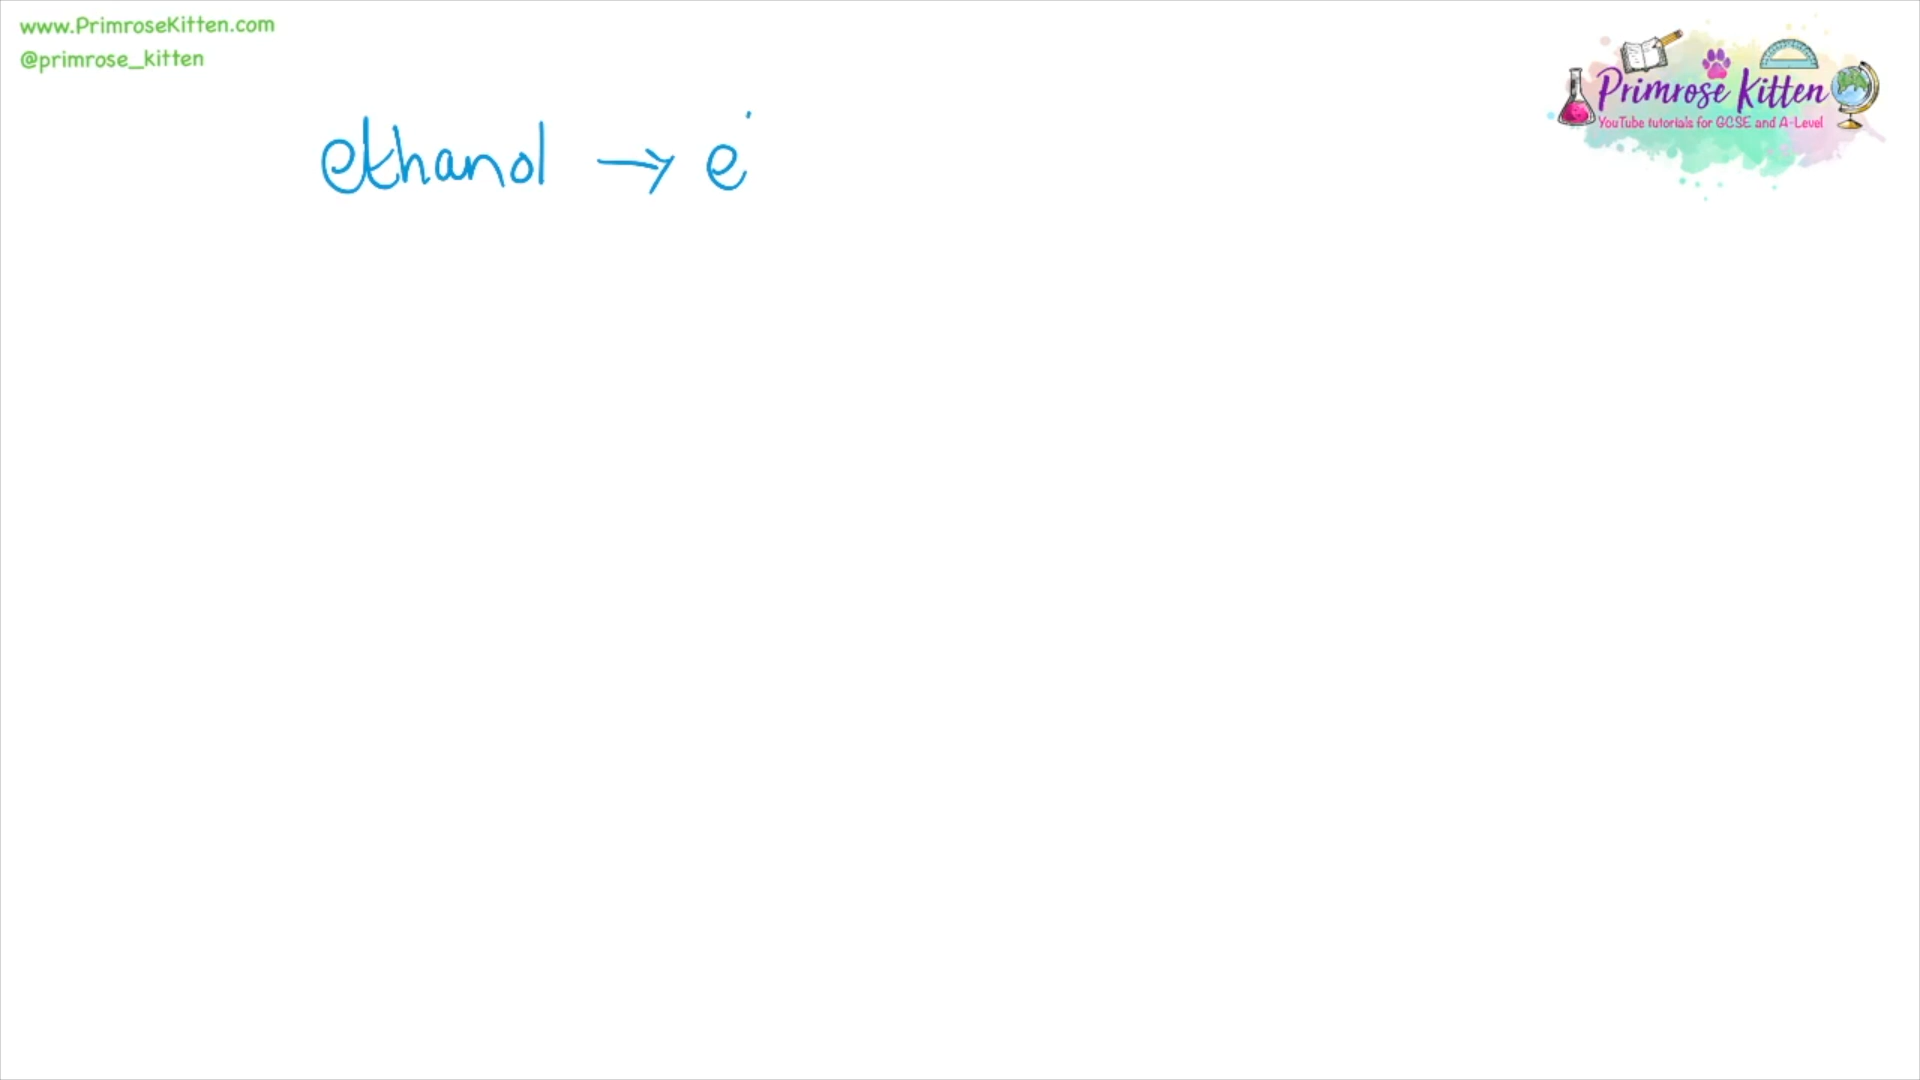 www.PrimroseKitten.com
@primrose_kitten
Primrose Kitten
YouTube tutorials for GCSE and A-Level
ethanol → e